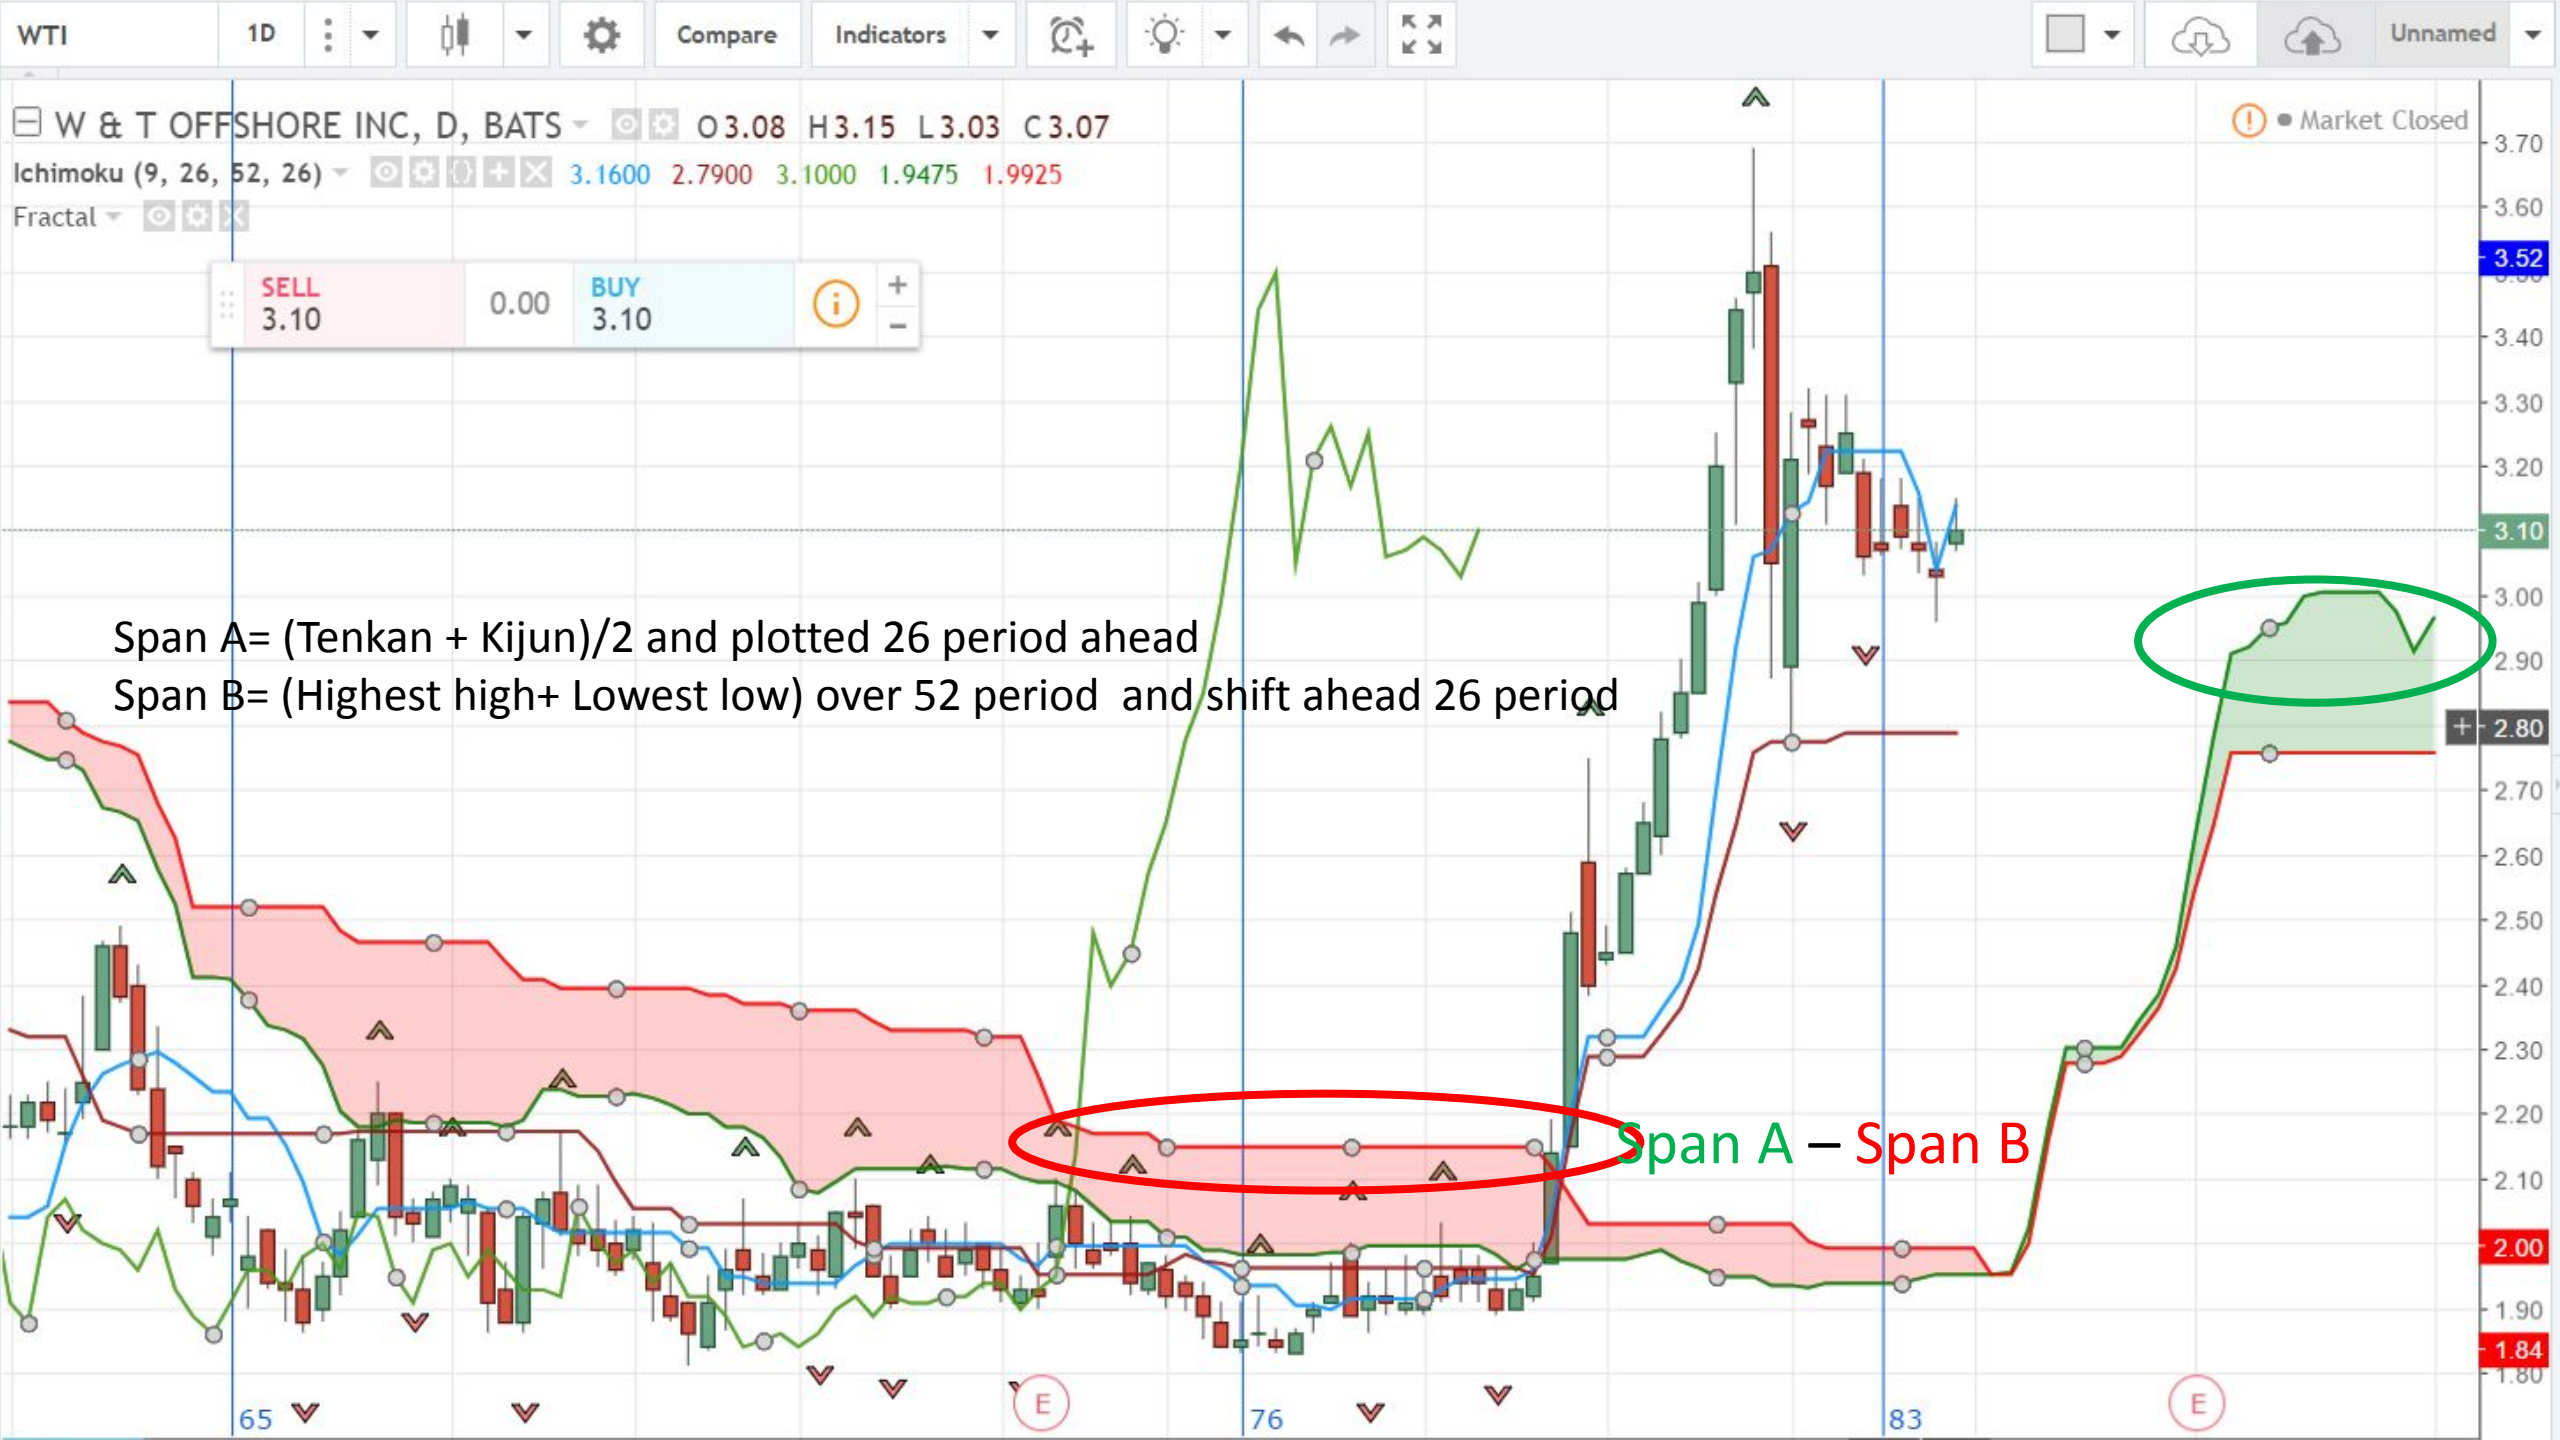 WTI 1D Compare Indicators Unnamed
W & T OFFSHORE INC, D, BATS O3.08 H3.15 L3.03 C3.07
Market Closed
Ichimoku (9, 26, 52, 26) 3.1600 2.7900 3.1000 1.9475 1.9925
Fractal
SELL
3.10
0.00
BUY
3.10
3.70
3.60
3.52
3.40
3.30
3.20
3.10
3.00
2.90
2.80
2.70
2.60
2.50
2.40
2.30
2.20
2.10
2.00
1.90
1.84
1.80
Span A= (Tenkan + Kijun)/2 and plotted 26 period ahead
Span B= (Highest high+ Lowest low) over 52 period and shift ahead 26 period
Span A – Span B
E
E
65
76
83